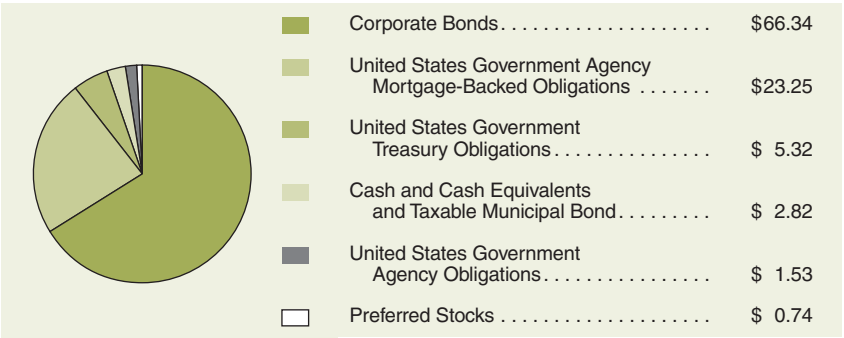 Corporate Bonds..................... $66.34
United States Government Agency
Mortgage-Backed Obligations ....... $23.25
United States Government
Treasury Obligations................ $ 5.32
Cash and Cash Equivalents
and Taxable Municipal Bond......... $ 2.82
United States Government
Agency Obligations................. $ 1.53
Preferred Stocks ..................... $ 0.74